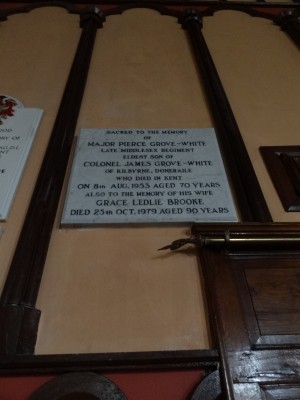 SACRED TO THE MEMORY
OF
MAJOR PIERCE GROVE-WHITE
LATE MIDDLESEX REGIMENT
ELDEST SON OF
COLONEL JAMES GROVE-WHITE
OF KILBYRNE, DONERAILE
WHO DIED IN KENT
ON 8TH AUG. 1953 AGED 70 YEARS
ALSO TO THE MEMORY OF HIS WIFE
GRACE LEDLIE BROOKE
DIED 23TH OCT. 1979 AGED 90 YEARS